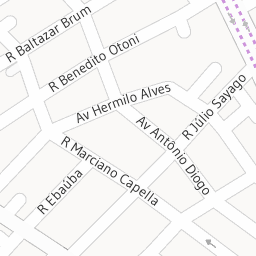 R Baltazar Brum
R Benedito Otoni
Av Hermilo Alves
R Júlio Sayago
Av Antônio Diogo
R Marciano Capella
R Ebaúba